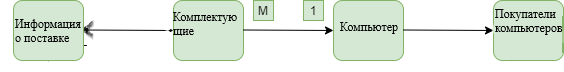 Информация
о поставке
Комплектую
щие
М
1
Компьютер
Покупатели
компьютеров